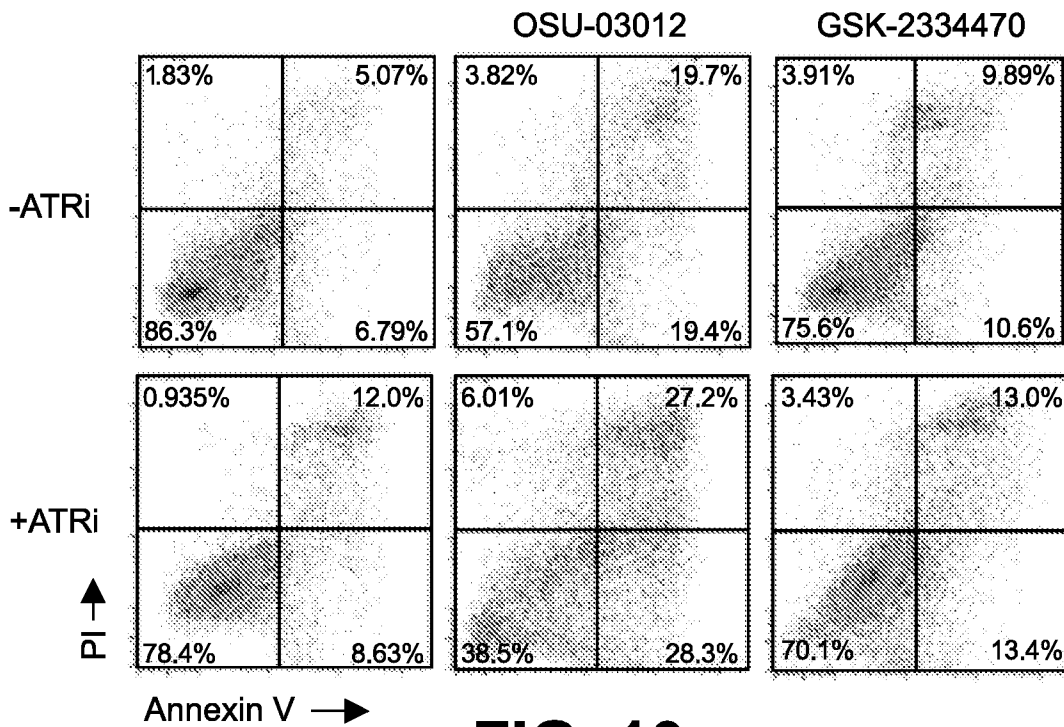 OSU-03012 GSK-2334470
1.83% 5.07% 3.82% 19.7% 3.91% 9.89%
-ATRi
86.3% 6.79% 57.1% 19.4% 75.6% 10.6%
0.935% 12.0% 6.01% 27.2% 3.43% 13.0%
+ATRi
PI
78.4% 8.63% 38.5% 28.3% 70.1% 13.4%
Annexin V